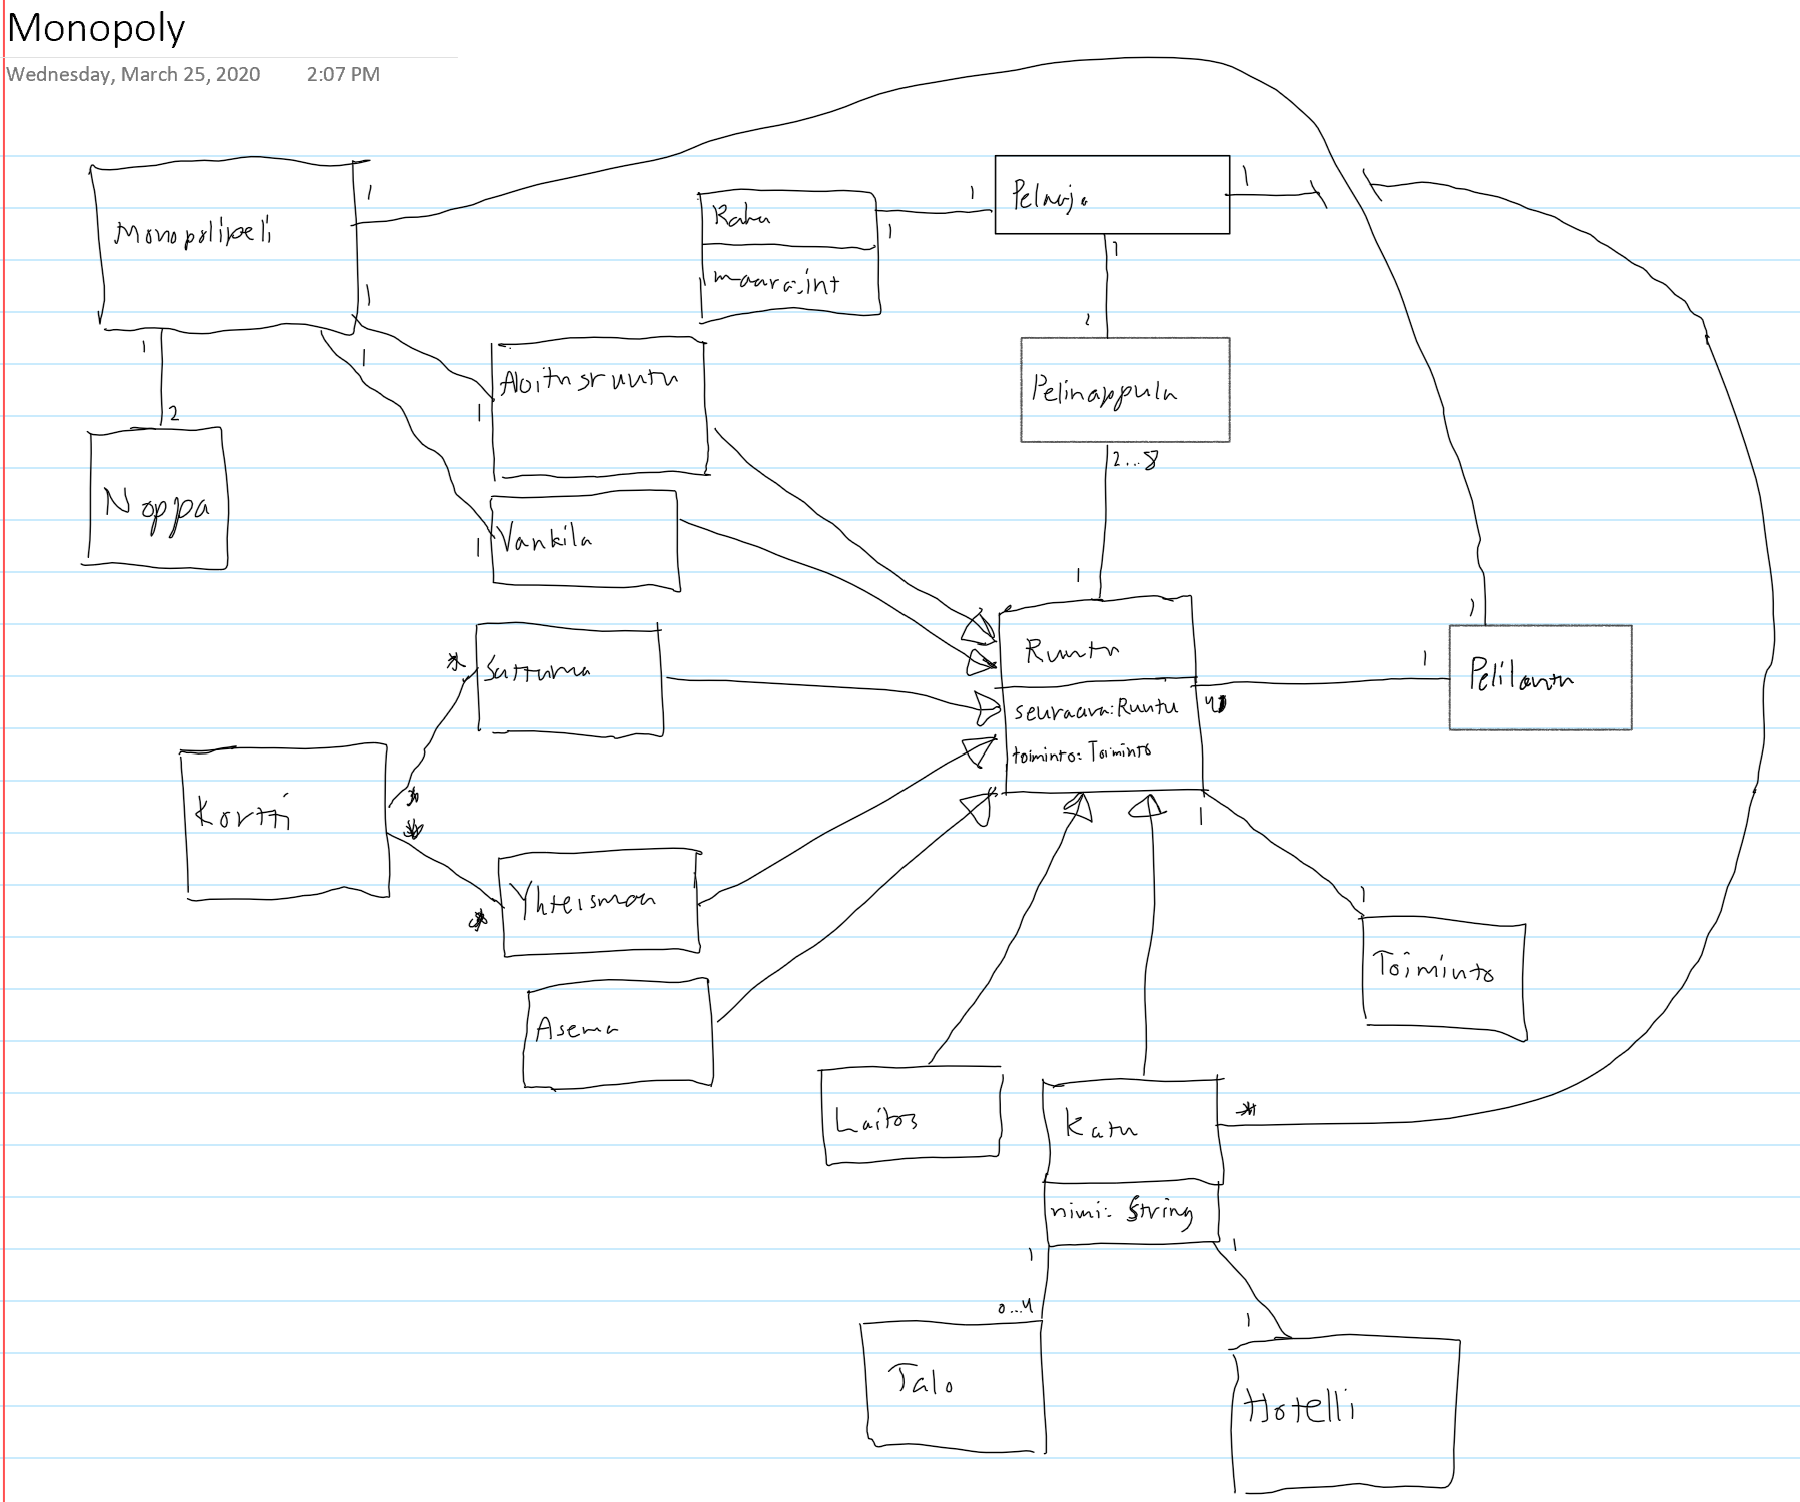 Monopoly
Wednesday, March 25, 2020 2:07 PM
Monopolipeli
1
1
1
1
2
Noppa
Raha
maara:int
1
1
Pelaaja
1
1
Pelinappula
2...8
1
Aloitusruutu
1
Vankila
1
Ruutu
seuraava:Ruutu
toiminto: Toiminto
1
1
1
Pelilauta
Sattuma
*
Kortti
*
*
Yhteismaa
*
Asema
Laitos
1
Toiminto
Katu
*
nimi: String
1
1
0...4
1
Talo
Hotelli